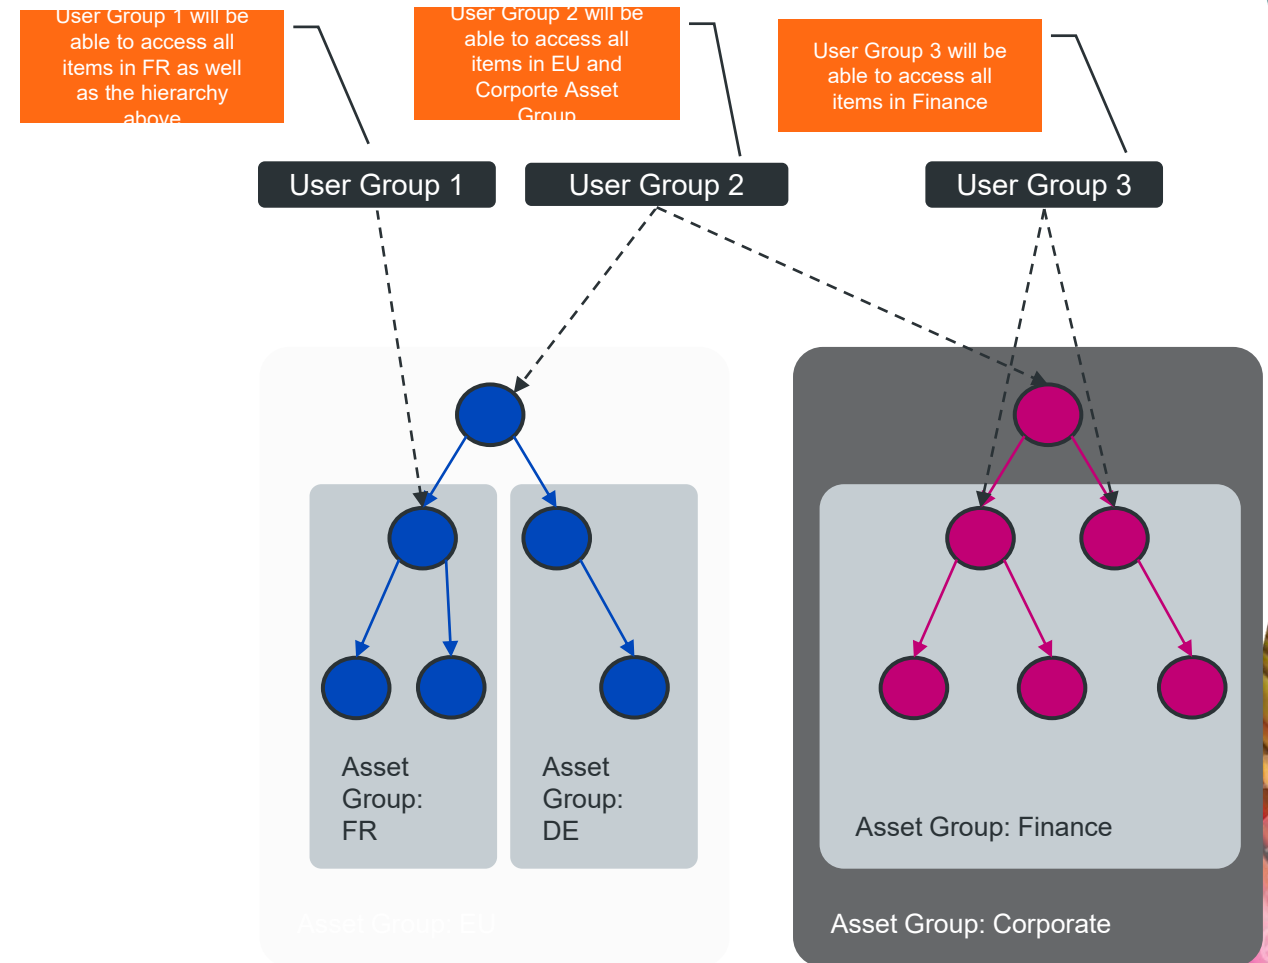 User Group 1 will be
able to access all
items in FR as well
as the hierarchy
above
User Group 2 will be
able to access all
items in EU and
Corporte Asset
Group
User Group 3 will be
able to access all
items in Finance
User Group 1
User Group 2
User Group 3
Asset
Group:
FR
Asset
Group:
DE
Asset Group: Finance
Asset Group: EU
Asset Group: Corporate